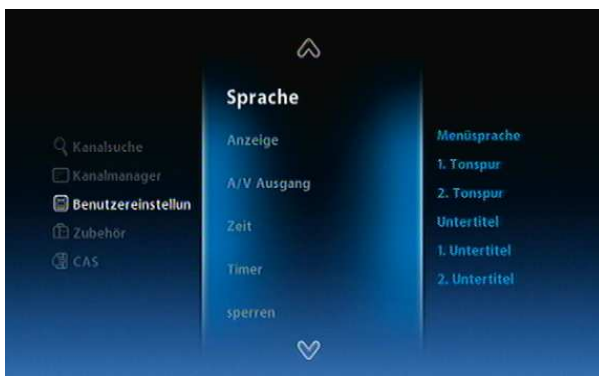 Kanalsuche
Kanalmanager
Benutzereinstellun
Zubehör
CAS
Sprache
Anzeige
A/V Ausgang
Zeit
Timer
sperren
Menüsprache
1. Tonspur
2. Tonspur
Untertitel
1. Untertitel
2. Untertitel